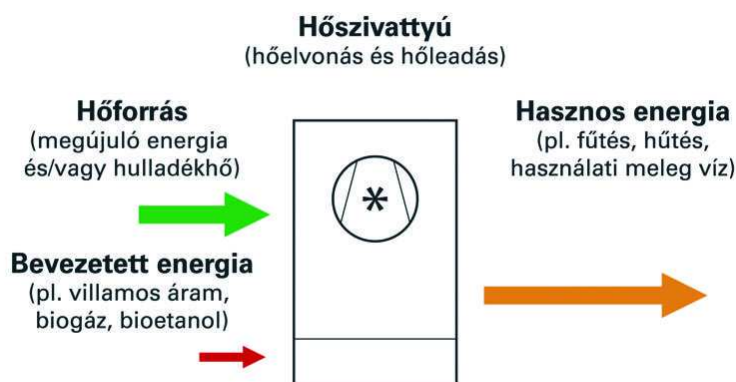 Hőszivattyú
(hőelvonás és hőleadás)
Hőforrás
(megújuló energia
és/vagy hulladékhő)
Bevezetett energia
(pl. villamos áram,
biogáz, bioetanol)
Hasznos energia
(pl. fűtés, hűtés,
használati meleg víz)